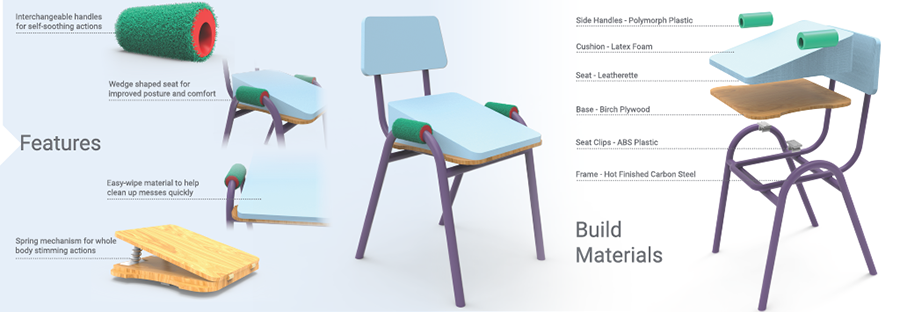 Interchangeable handles
for self-soothing actions
Wedge shaped seat for
improved posture and comfort
Features
Easy-wipe material to help
clean up messes quickly
Spring mechanism for whole
body stimming actions
Side Handles - Polymorph Plastic
Cushion - Latex Foam
Seat - Leatherette
Base - Birch Plywood
Seat Clips - ABS Plastic
Frame - Hot Finished Carbon Steel
Build
Materials